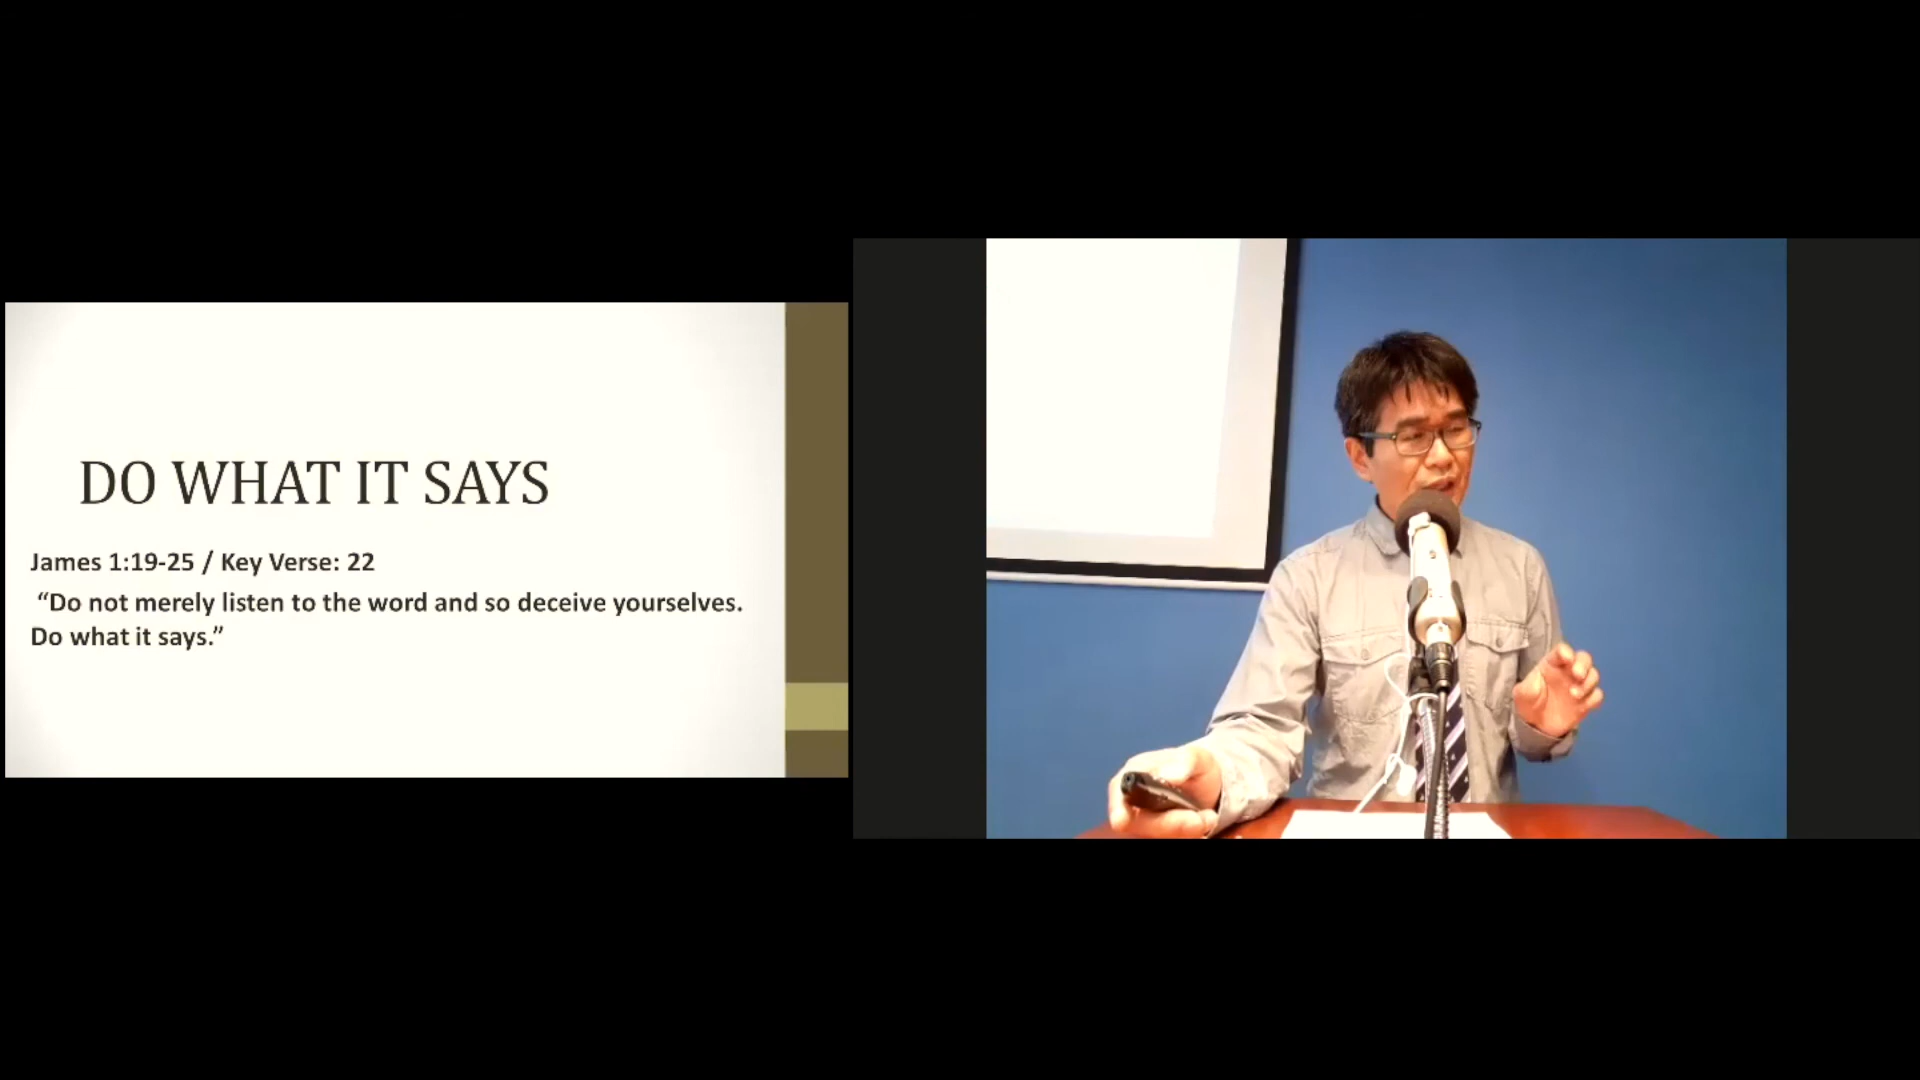 DO WHAT IT SAYS
James 1:19-25 / Key Verse: 22
“Do not merely listen to the word and so deceive yourselves.
Do what it says.”